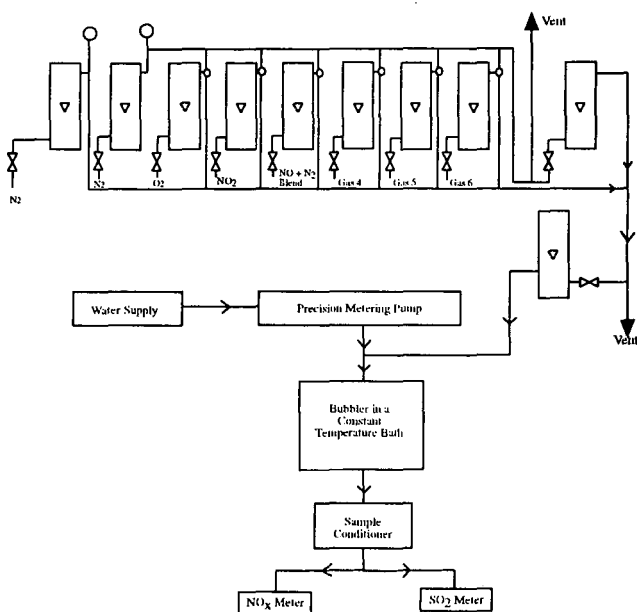 Vent
N2
N2
O2
NO2
NO + N2
Blend
Gas 4
Gas 5
Gas 6
Water Supply
Precision Metering Pump
Vent
Bubbler in a
Constant
Temperature Bath
Sample
Conditioner
NOx Meter
SO2 Meter